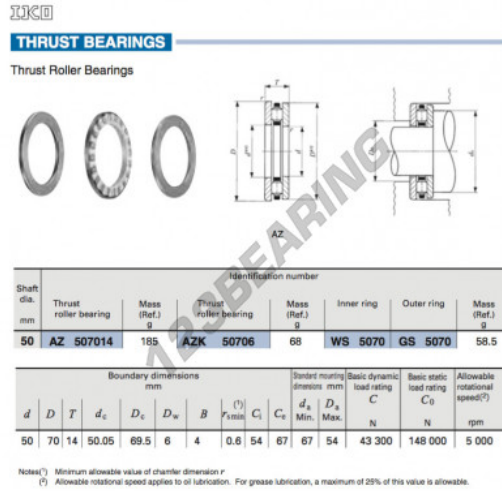 IKO
THRUST BEARINGS
Thrust Roller Bearings
AZ
123BEARING
Shaft dia. mm
Identification number
Thrust roller bearing
Mass (Ref.) g
Thrust roller bearing
Mass (Ref.) g
Inner ring
Outer ring
Mass (Ref.) g
50 AZ 507014 185 AZK 50706 68 WS 5070 GS 5070 58.5
Boundary dimensions mm
Standard mounting dimensions mm
Basic dynamic load rating C N
Basic static load rating C0 N
Allowable rotational speed(2) rpm
d D T dc Dc Dw B rs min(1) Ci Ce da Min. Da Max.
50 70 14 50.05 69.5 6 4 0.6 54 67 67 54 43 300 148 000 5 000
Notes(1) Minimum allowable value of chamfer dimension r
(2) Allowable rotational speed applies to oil lubrication. For grease lubrication, a maximum of 25% of this value is allowable.